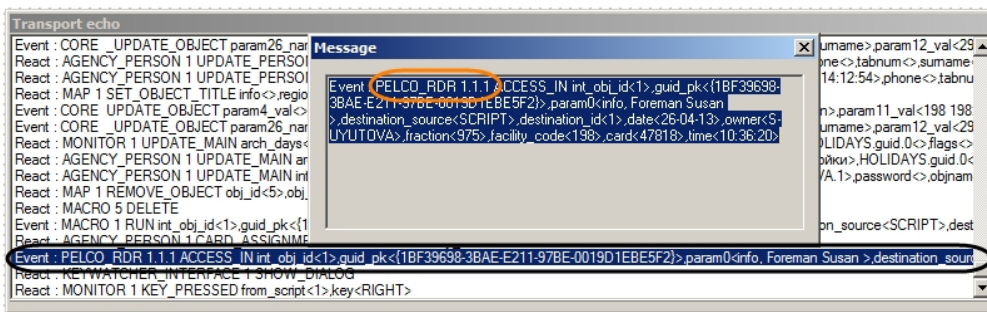 Transport echo
Event : CORE _UPDATE_OBJECT param26_nar
React : AGENCY_PERSON 1 UPDATE_PERSO
React : AGENCY_PERSON 1 UPDATE_PERSO
React : MAP 1 SET_OBJECT_TITLE info<>,regio
Event : CORE UPDATE_OBJECT param4_val<>
Event : CORE _UPDATE_OBJECT param26_nar
React : MONITOR 1 UPDATE_MAIN arch_days<
React : AGENCY_PERSON 1 UPDATE_MAIN ar
React : AGENCY_PERSON 1 UPDATE_MAIN int
React : MAP 1 REMOVE_OBJECT obj_id<5>,obj_
React : MACRO 5 DELETE
Event : MACRO 1 RUN int_obj_id<1>,guid_pk<{1
React : AGENCY_PERSON 1 CARD_ASSIGNME
Message
Event : PELCO_RDR 1.1.1 ACCESS_IN int_obj_id<1>,guid_pk<{1BF39698-
3BAE-E211-97BE-0019D1EBE5F2}>,param0<info, Foreman Susan
>,destination_source<SCRIPT>,destination_id<1>,date<26-04-13>,owner<S-
UYUTOVA>,fraction<975>,facility_code<198>,card<47818>,time<10:36:20>
urname>,param12_val<29
one<>,tabnum<>,surname<
14:12:54>,phone<>,tabnu
n>,param11_val<198 198
urname>,param12_val<29
LIDAYS.guid.0<>,flags<>
ойки>,HOLIDAYS.guid.0<
/A.1>,password<>,objnam
on_source<SCRIPT>,dest
Event : PELCO_RDR 1.1.1 ACCESS_IN int_obj_id<1>,guid_pk<{1BF39698-3BAE-E211-97BE-0019D1EBE5F2}>,param0<info, Foreman Susan >,destination_sourc
React : KEYWATCHER_INTERFACE 1 SHOW_DIALOG
React : MONITOR 1 KEY_PRESSED from_script<1>,key<RIGHT>